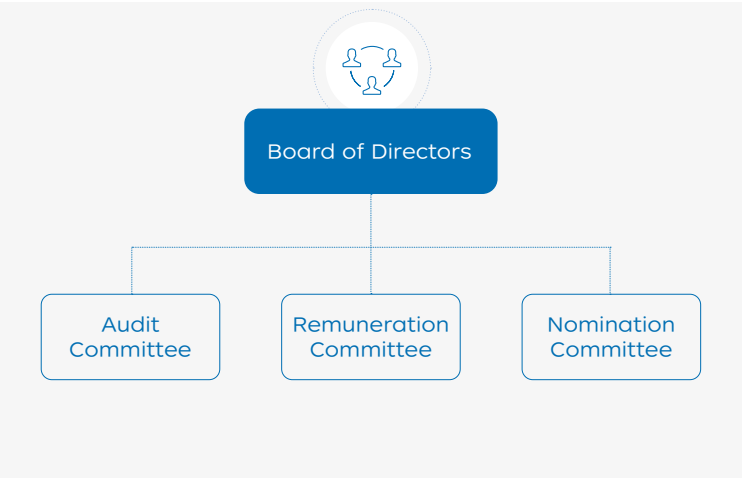 Board of Directors
Audit
Committee
Remuneration
Committee
Nomination
Committee